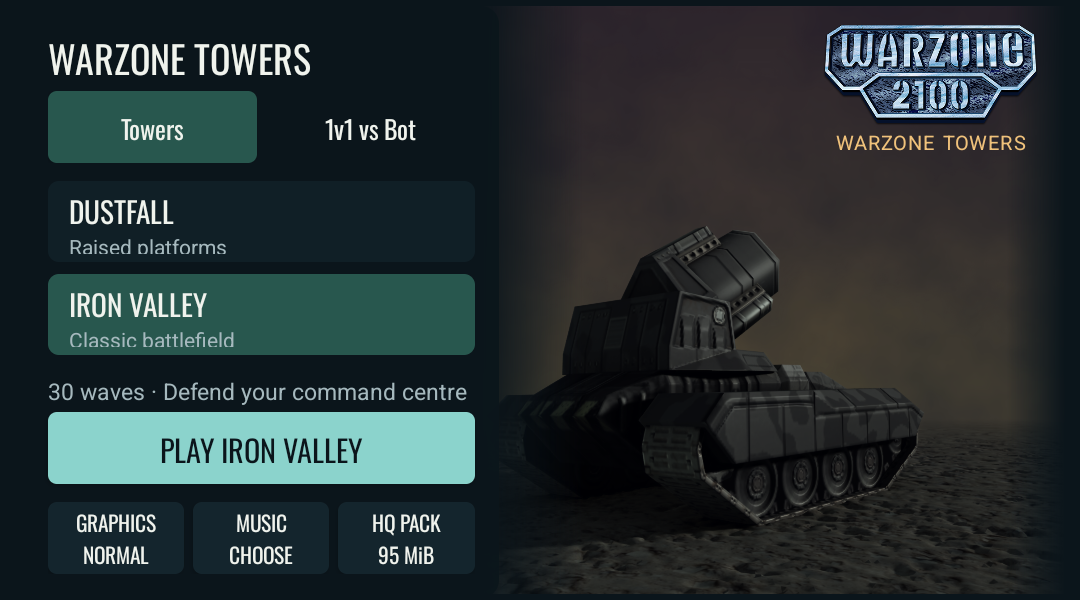 WARZONE TOWERS
Towers
1v1 vs Bot
DUSTFALL
Raised platforms
IRON VALLEY
Classic battlefield
30 waves · Defend your command centre
PLAY IRON VALLEY
GRAPHICS
NORMAL
MUSIC
CHOOSE
HQ PACK
95 MiB
WARZONE
2100
WARZONE TOWERS